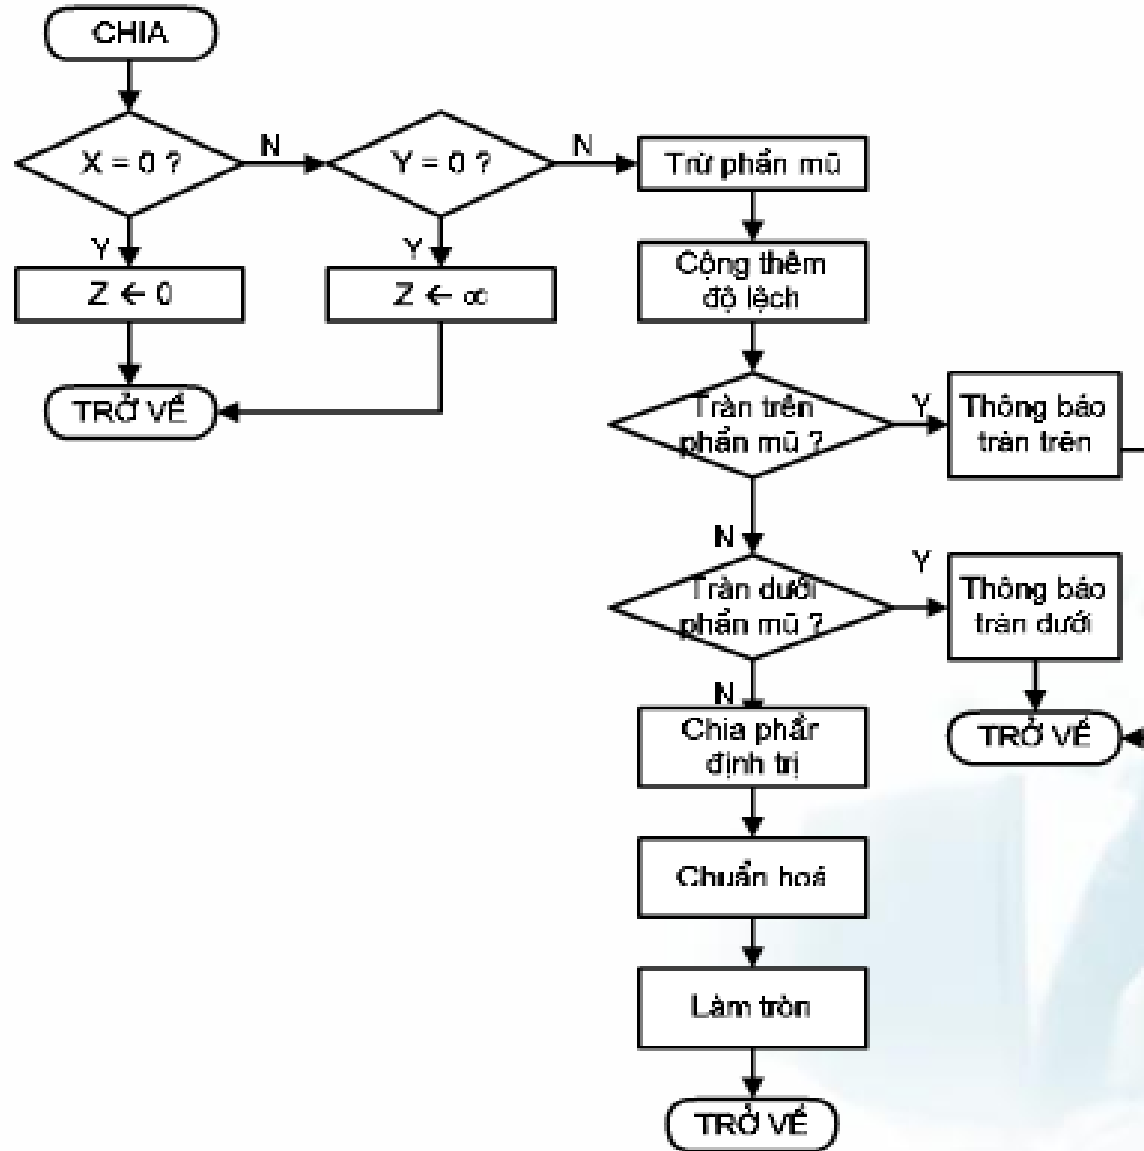 CHIA
X = 0 ?
N
Y = 0 ?
N
Trừ phần mũ
Y
Y
Z ← 0
Z ← ∝
Cộng thêm
độ lệch
TRỞ VỀ
Tràn trên
phần mũ ?
Y
Thông báo
tràn trên
N
Tràn dưới
phần mũ ?
Y
Thông báo
tràn dưới
N
Chia phần
định trị
TRỞ VỀ
Chuẩn hoá
Làm tròn
TRỞ VỀ